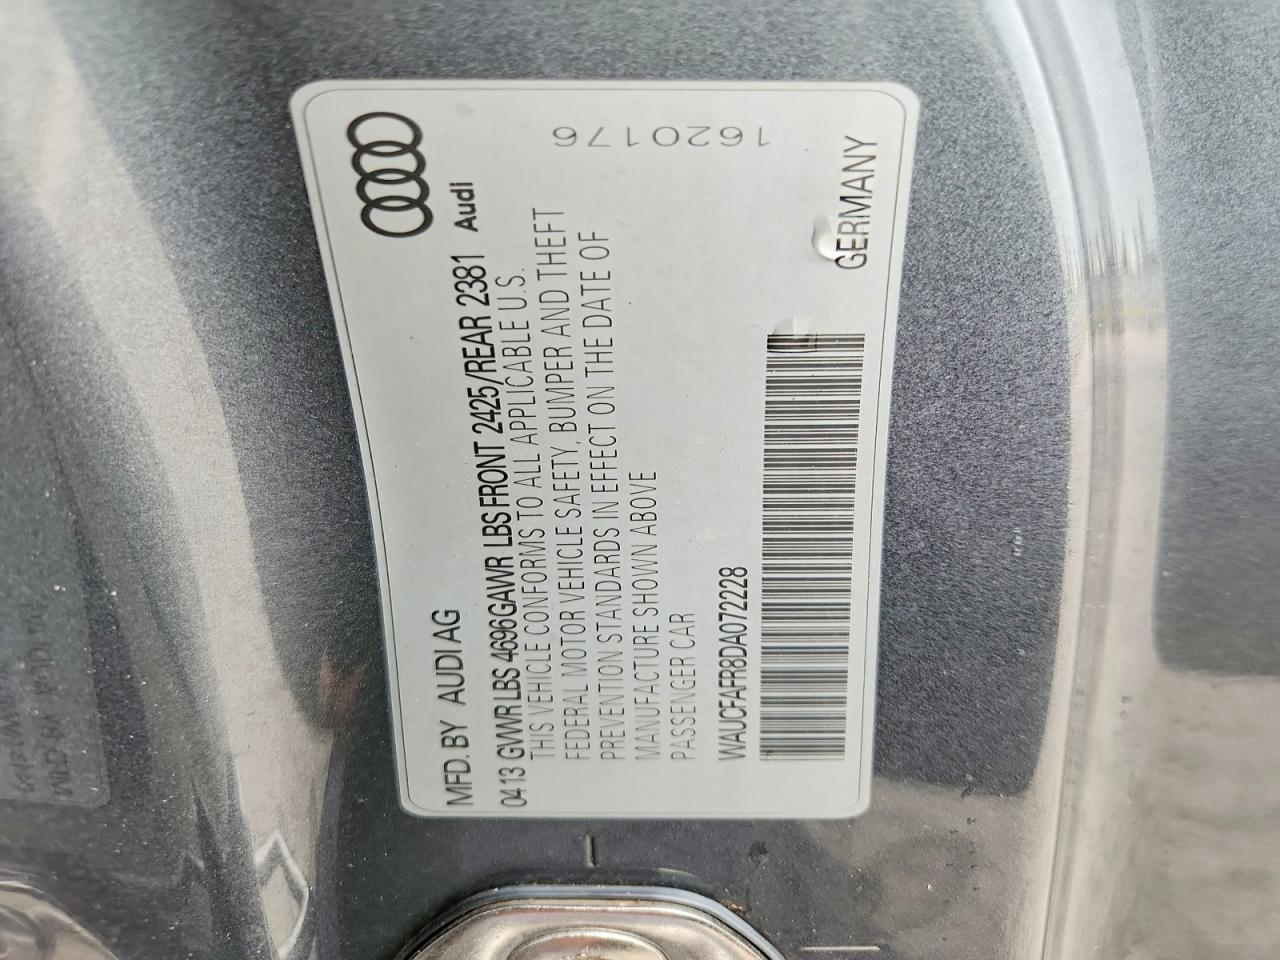 Audi
MFD. BY AUDI AG
04 13 GVWR LBS 4696 GAWR LBS FRONT 2425/REAR 2381
THIS VEHICLE CONFORMS TO ALL APPLICABLE U.S.
FEDERAL MOTOR VEHICLE SAFETY, BUMPER AND THEFT
PREVENTION STANDARDS IN EFFECT ON THE DATE OF
MANUFACTURE SHOWN ABOVE
PASSENGER CAR
1620176
WAUCFAFR8DA072228
GERMANY